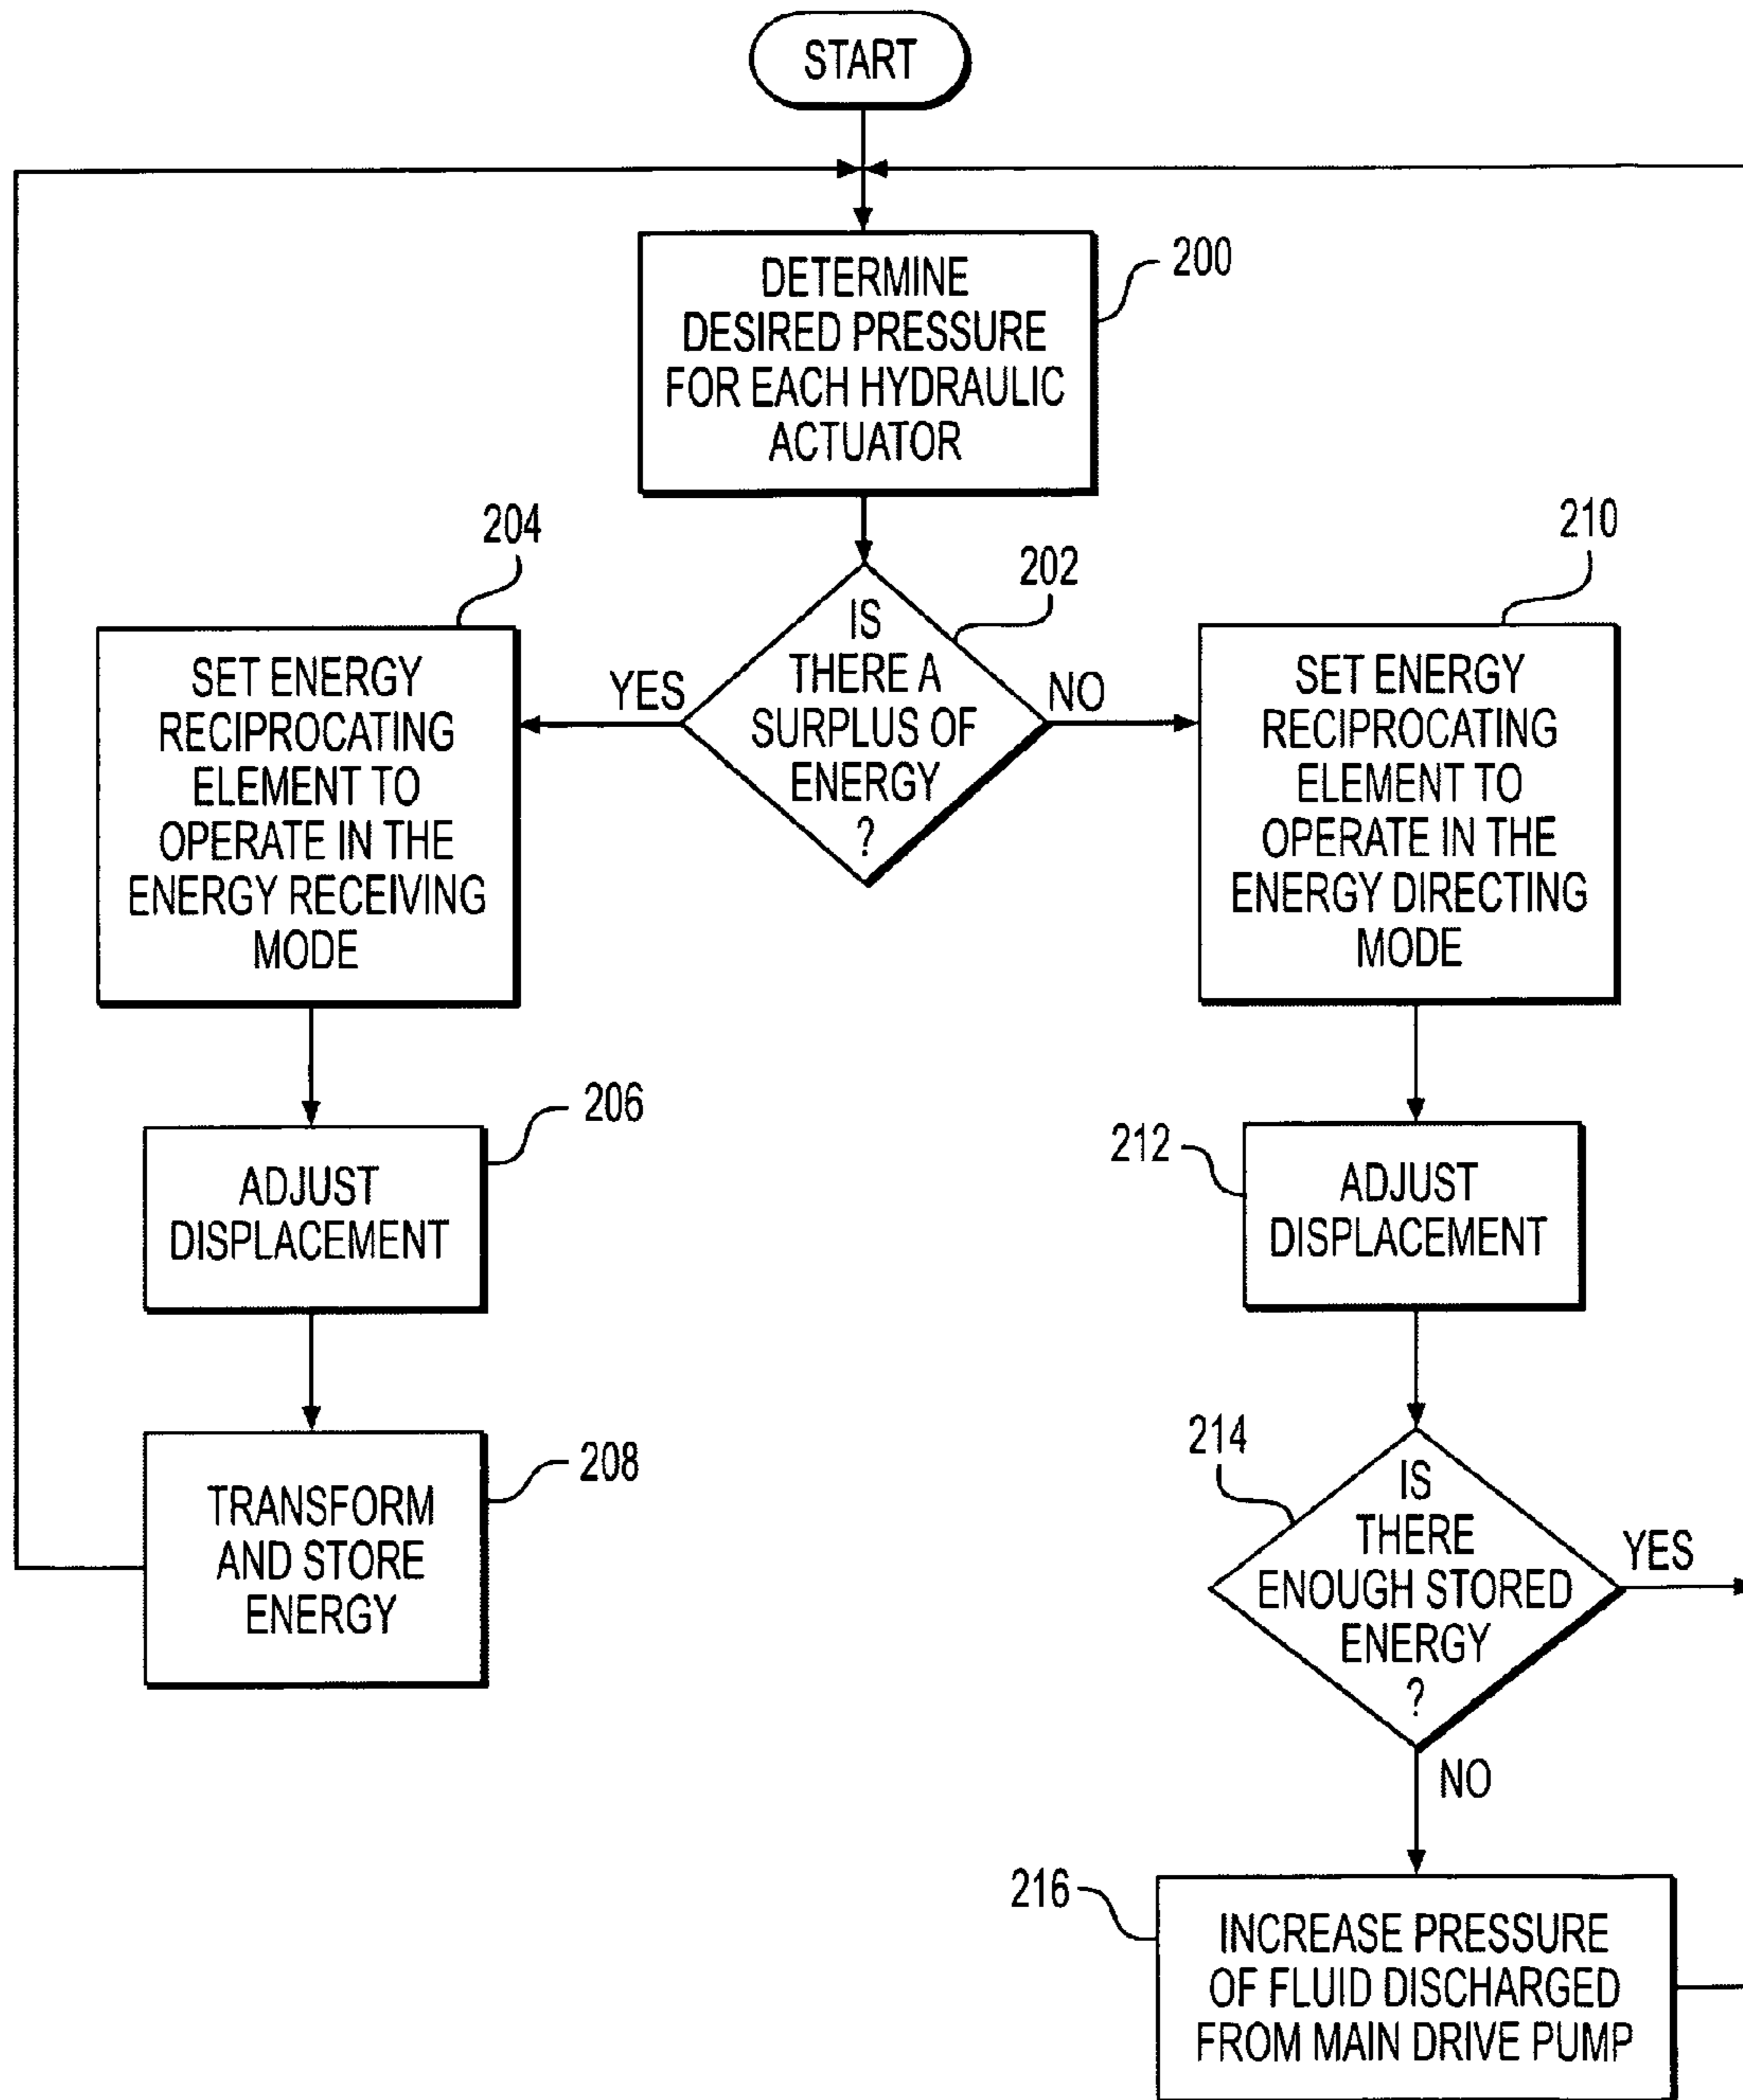 START
DETERMINE
DESIRED PRESSURE
FOR EACH HYDRAULIC
ACTUATOR
200
IS
THERE A
SURPLUS OF
ENERGY
?
202
YES
NO
204
SET ENERGY
RECIPROCATING
ELEMENT TO
OPERATE IN THE
ENERGY RECEIVING
MODE
206
ADJUST
DISPLACEMENT
208
TRANSFORM
AND STORE
ENERGY
210
SET ENERGY
RECIPROCATING
ELEMENT TO
OPERATE IN THE
ENERGY DIRECTING
MODE
212
ADJUST
DISPLACEMENT
214
IS
THERE
ENOUGH STORED
ENERGY
?
YES
NO
216
INCREASE PRESSURE
OF FLUID DISCHARGED
FROM MAIN DRIVE PUMP